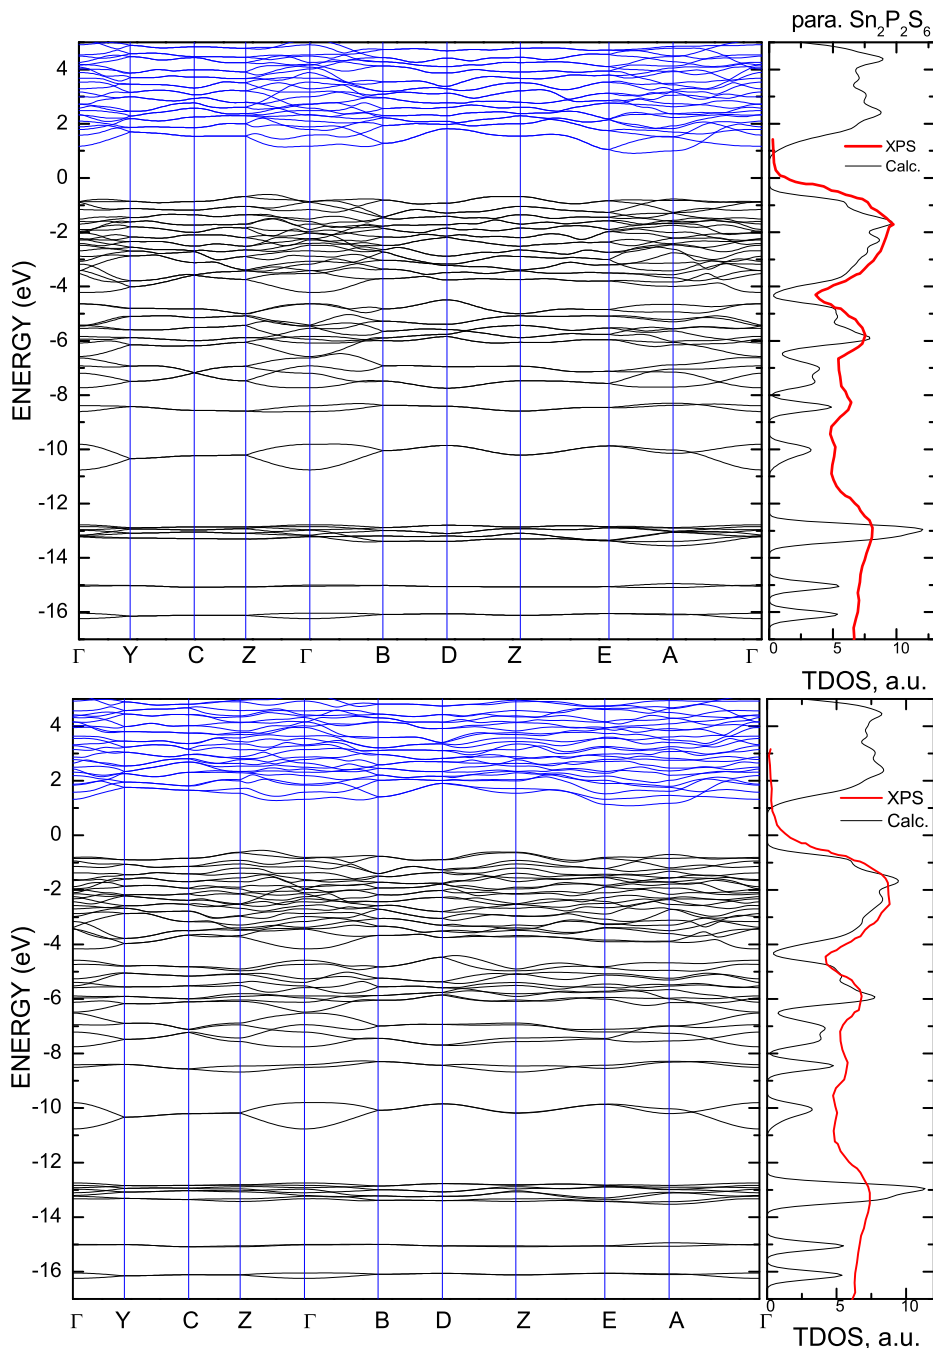 para. Sn₂P₂S₆
4
2
0
-2
-4
-6
-8
-10
-12
-14
-16
ENERGY (eV)
XPS
Calc.
Γ Y C Z Γ B D Z E A Γ
0 5 10
TDOS, a.u.
4
2
0
-2
-4
-6
-8
-10
-12
-14
-16
ENERGY (eV)
XPS
Calc.
Γ Y C Z Γ B D Z E A Γ
0 5 10
TDOS, a.u.